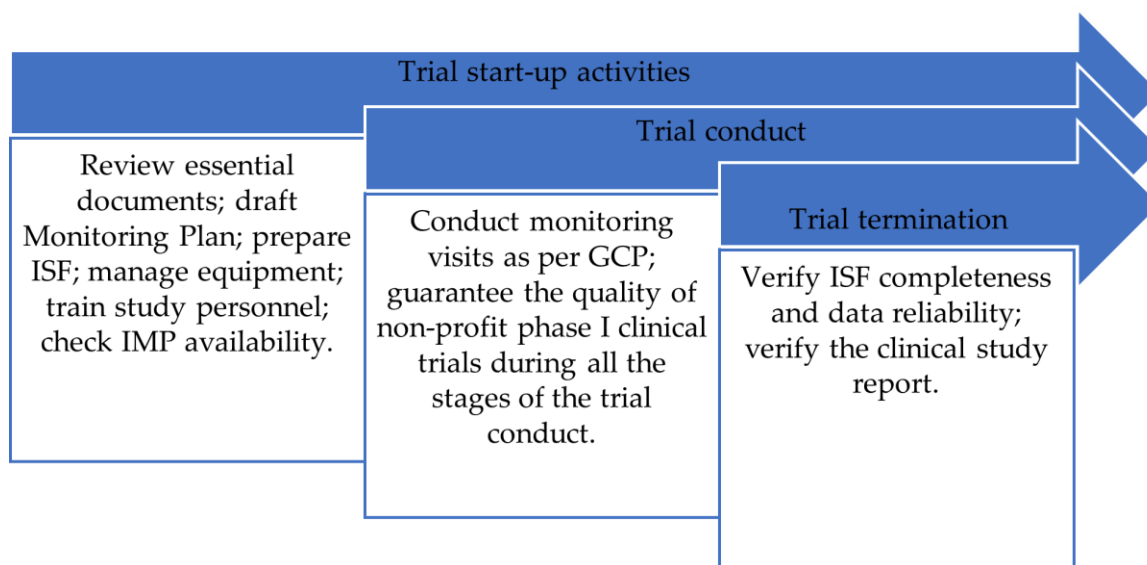 Trial start-up activities
Review essential
documents; draft
Monitoring Plan; prepare
ISF; manage equipment;
train study personnel;
check IMP availability.
Trial conduct
Conduct monitoring
visits as per GCP;
guarantee the quality of
non-profit phase I clinical
trials during all the
stages of the trial
conduct.
Trial termination
Verify ISF completeness
and data reliability;
verify the clinical study
report.